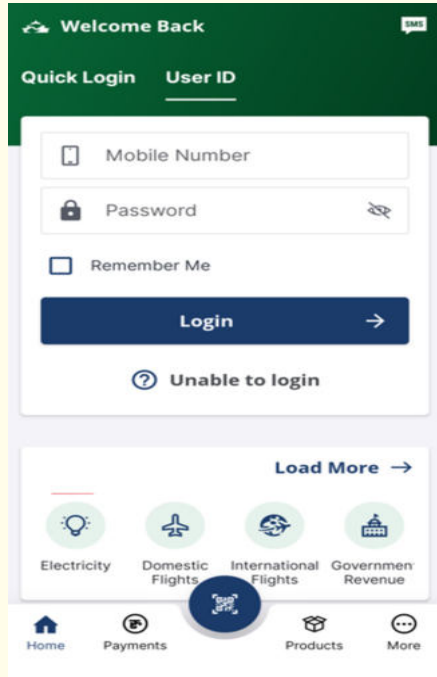 Welcome Back
SMS
Quick Login User ID
Mobile Number
Password
Remember Me
Login
Unable to login
Load More
Electricity Domestic International Governmen
Flights Flights Revenue
Home Payments Products More